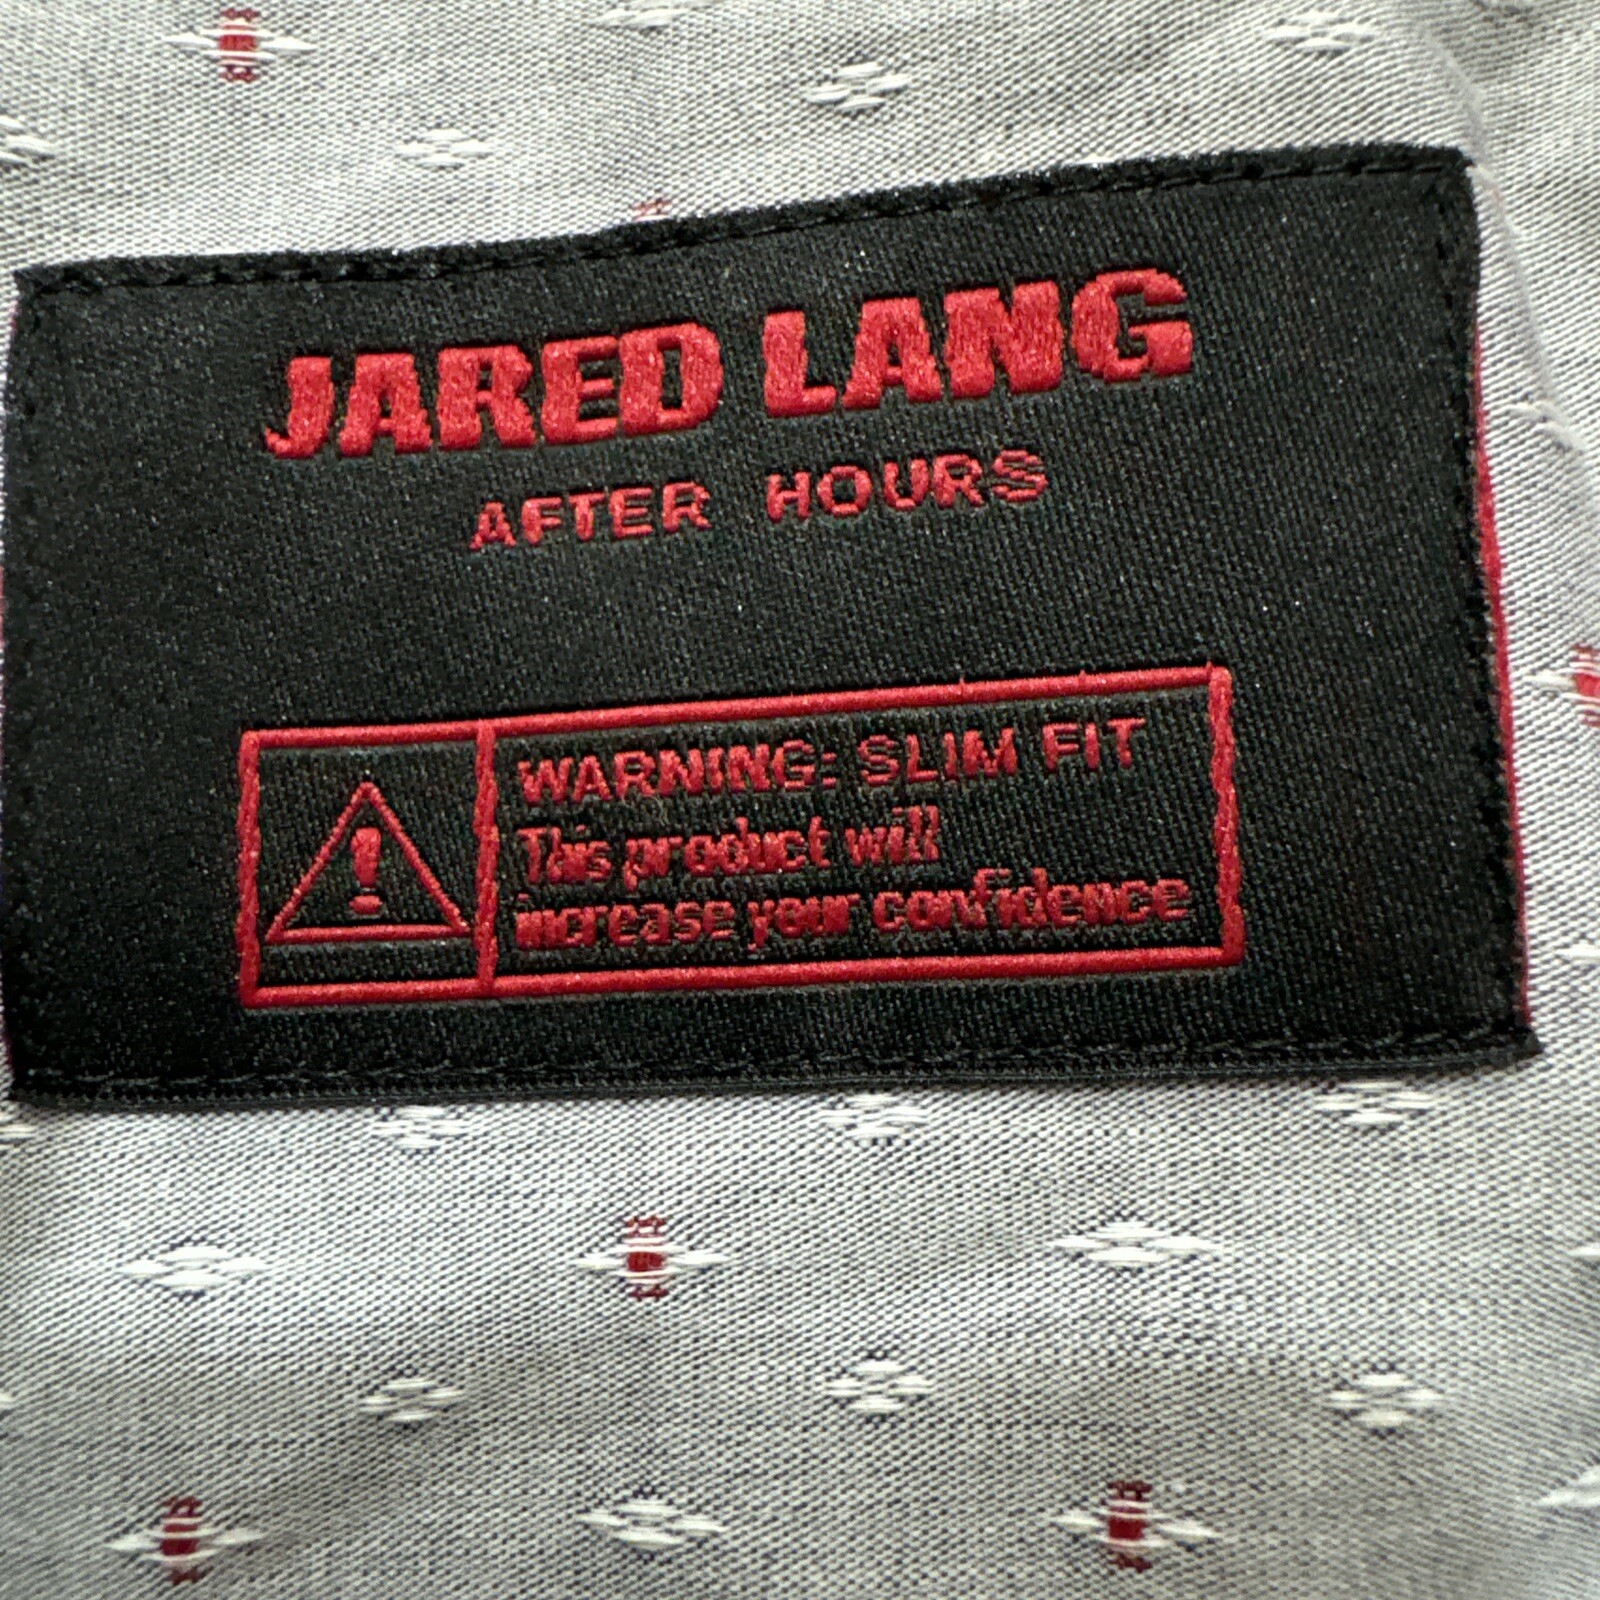 JARED LANG
AFTER HOURS
WARNING: SLIM FIT
This product will
increase your confidence
!